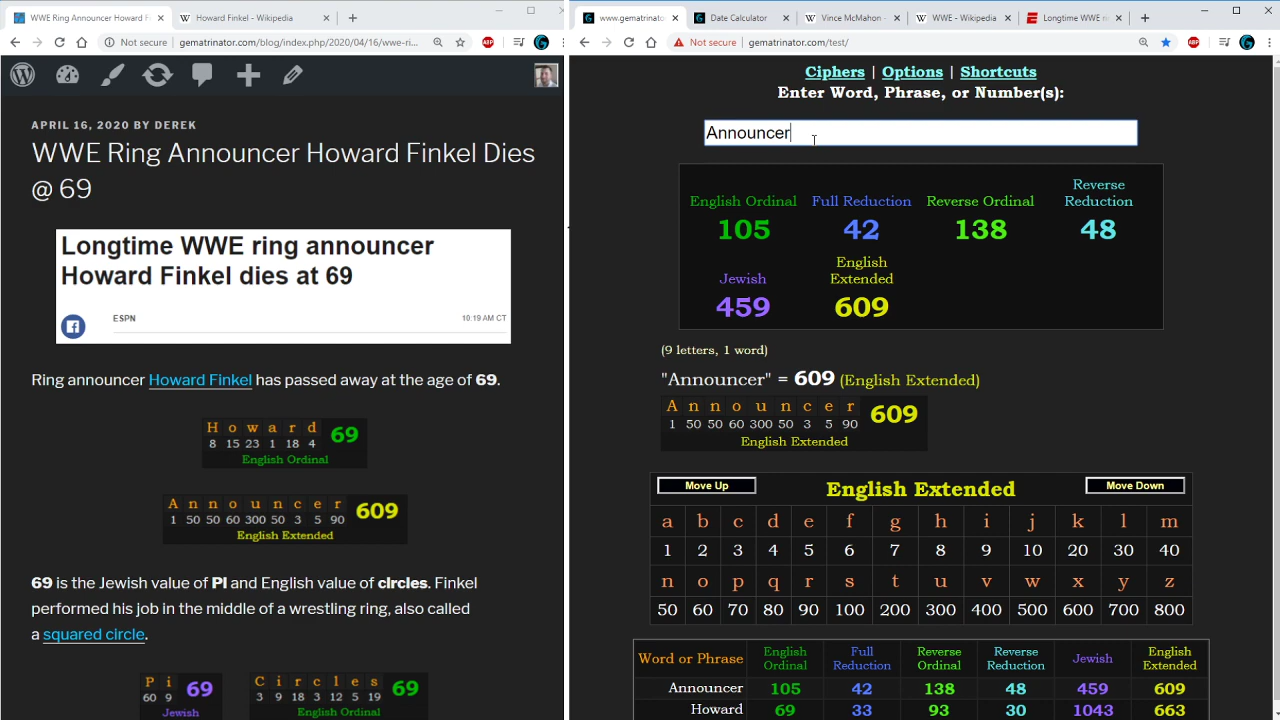 WWE Ring Announcer Howard F
Howard Finkel - Wikipedia
Not secure | gematrinator.com/blog/index.php/2020/04/16/wwe-ri...
APRIL 16, 2020 BY DEREK
WWE Ring Announcer Howard Finkel Dies
@ 69
Longtime WWE ring announcer
Howard Finkel dies at 69
ESPN
10:19 AM CT
Ring announcer Howard Finkel has passed away at the age of 69.
H o w a r d 69
8 15 23 1 18 4
English Ordinal
A n n o u n c e r 609
1 50 50 60 300 50 3 5 90
English Extended
69 is the Jewish value of Pi and English value of circles. Finkel
performed his job in the middle of a wrestling ring, also called
a squared circle.
P i 69
60 9
Jewish
C i r c l e s 69
3 9 18 3 12 5 19
English Ordinal
www.gematrinator.com/
Date Calculator
Vince McMahon -
WWE - Wikipedia
Longtime WWE ri
Not secure | gematrinator.com/test/
ABP
Ciphers | Options | Shortcuts
Enter Word, Phrase, or Number(s):
Announcer
English Ordinal Full Reduction Reverse Ordinal Reverse Reduction
105 42 138 48
Jewish English Extended
459 609
(9 letters, 1 word)
"Announcer" = 609 (English Extended)
A n n o u n c e r 609
1 50 50 60 300 50 3 5 90
English Extended
Move Up English Extended Move Down
a b c d e f g h i j k l m
1 2 3 4 5 6 7 8 9 10 20 30 40
n o p q r s t u v w x y z
50 60 70 80 90 100 200 300 400 500 600 700 800
Word or Phrase English Ordinal Full Reduction Reverse Ordinal Reverse Reduction Jewish English Extended
Announcer 105 42 138 48 459 609
Howard 69 33 93 30 1043 663